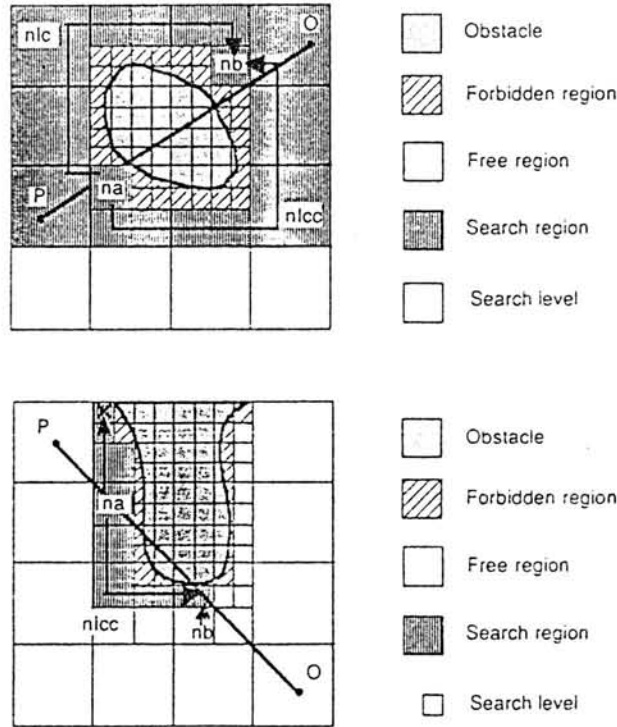 nlc
nb
O
P
na
nlcc
Obstacle
Forbidden region
Free region
Search region
Search level
P
na
nlcc
nb
O
Obstacle
Forbidden region
Free region
Search region
Search level